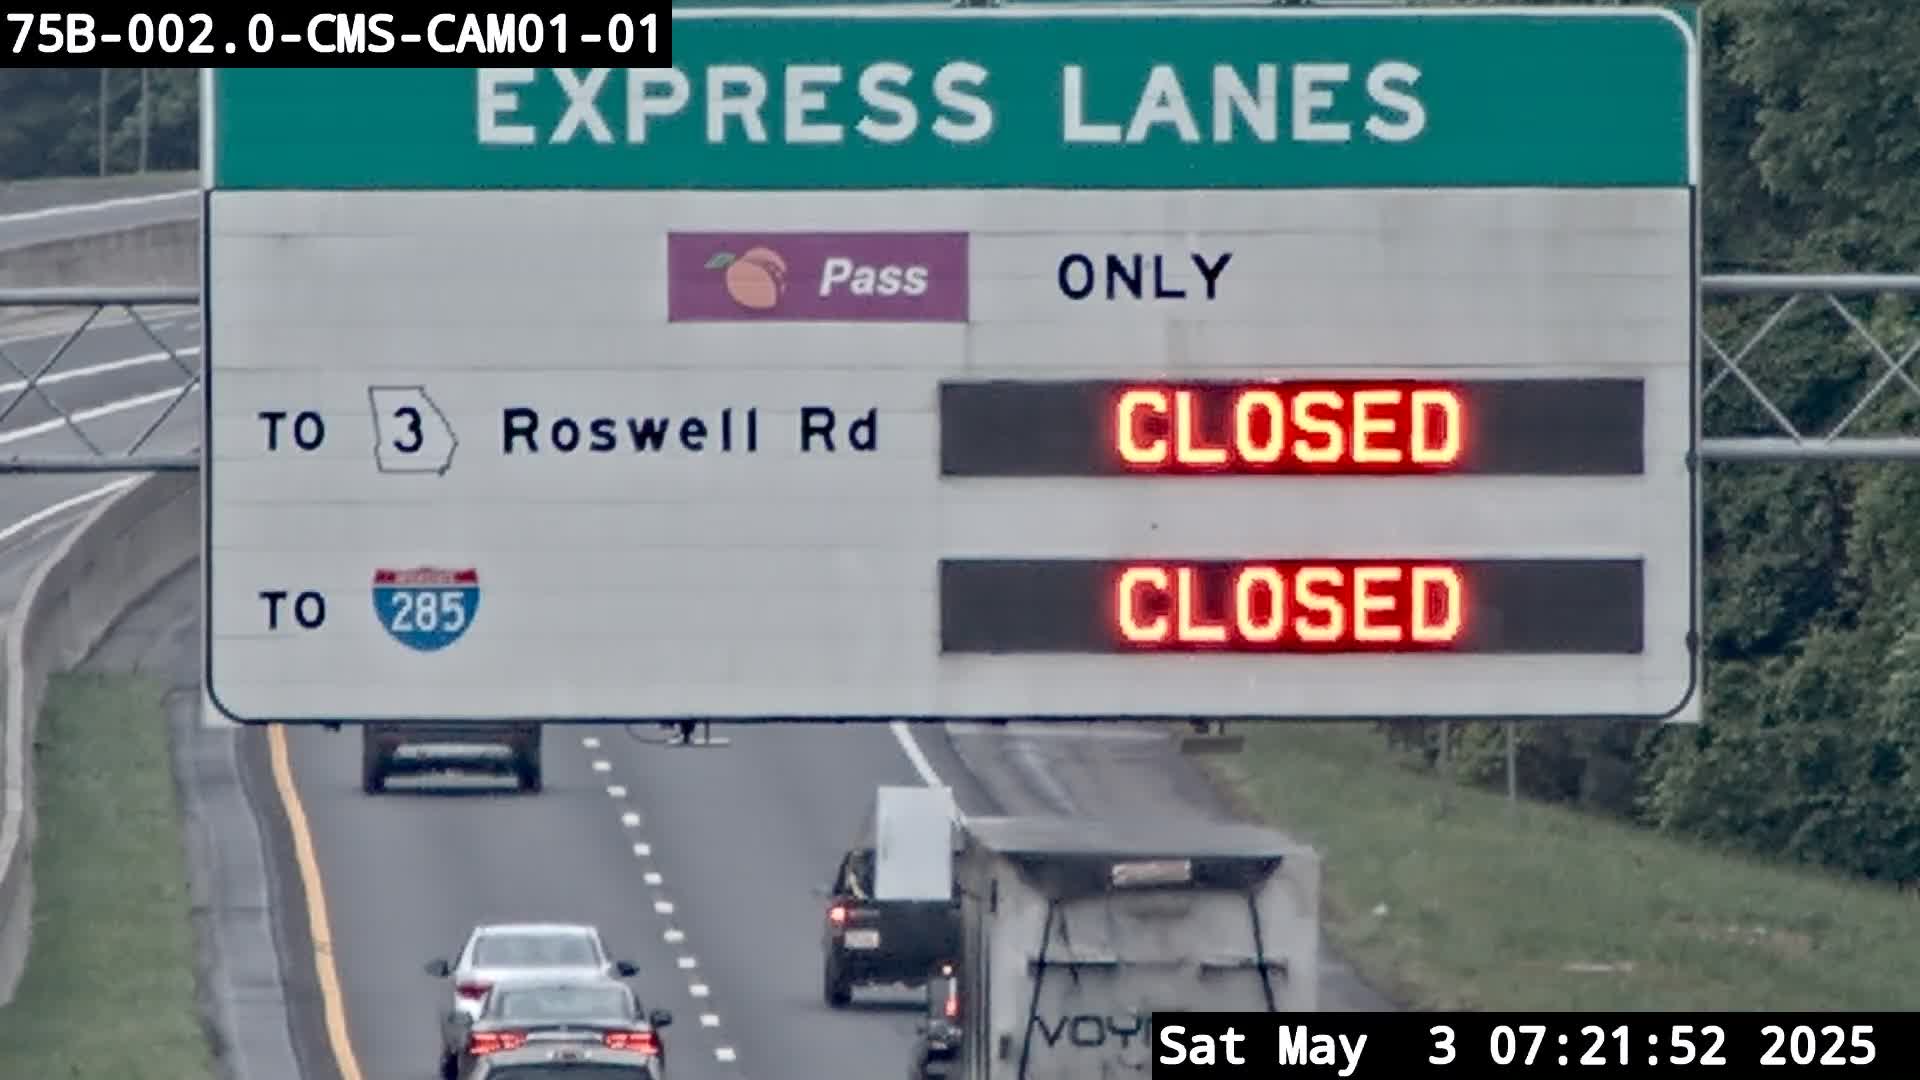 75B-002.0-CMS-CAM01-01
EXPRESS LANES
Pass ONLY
TO 3 Roswell Rd CLOSED
TO 285 CLOSED
Sat May 3 07:21:52 2025